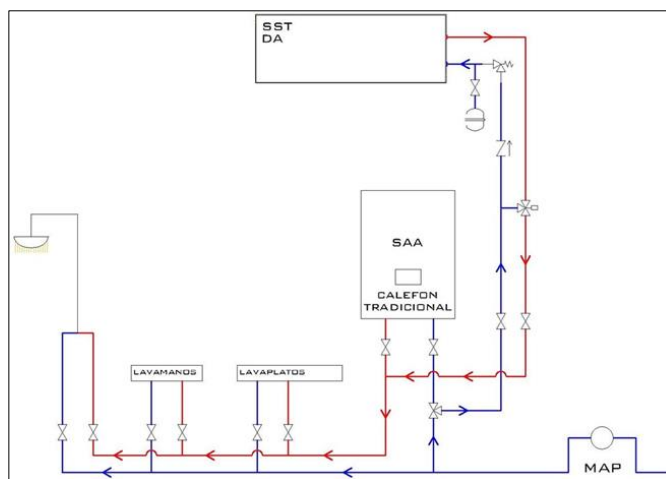 SST
DA
SAA
CALEFON
TRADICIONAL
LAVAMANOS
LAVAPLATOS
MAP